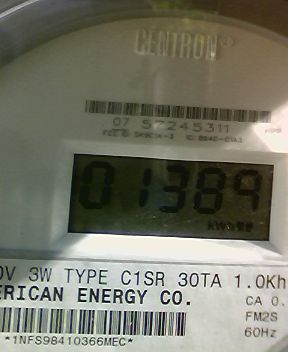 CENTRON®
07 57245311
01389
0V 3W TYPE C1SR 30TA 1.0Kh
ERICAN ENERGY CO.
CA 0.
FM2S
*1NFS98410366MEC*
60Hz